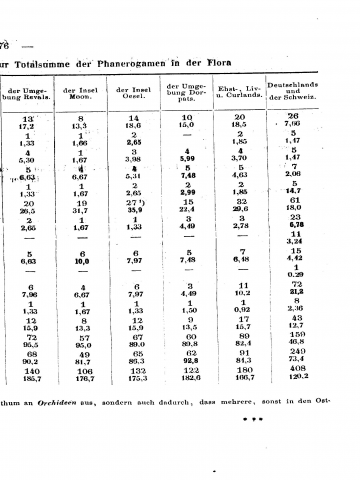 76 —
ur Totalsumme der Phanerogamen in der Flora
der Umge-
bung Revals. der Insel
Moon. der Insel
Oesel. der Umge-
bung Dor-
pats. Ehst-, Liv-
u. Curlands. Deutschlands
und
der Schweiz.
13 8 14 10 20 26
17,2 13,3 18,6 15,0 18,5 7,66
1 1 2 — 2 5
1,33 1,66 2,65 1,85 1,47
4 1 3 4 4 5
5,30 1,67 3,98 5,99 3,70 1,47
5 4 4 5 5 7
6,63 6,67 5,31 7,48 4,63 2,06
1 1 2 2 2 5
1,33 1,67 2,65 2,99 1,85 14,7
20 19 27 ¹) 15 32 61
26,5 31,7 35,9 22,4 29,6 18,0
2 1 1 3 3 23
2,65 1,67 1,33 4,49 2,78 6,78
— — — — — 11
3,24
5 6 6 5 7 15
6,63 10,0 7,97 7,48 6,48 4,42
— — — — — 1
0.29
6 4 6 3 11 72
7,96 6,67 7,97 4,49 10,2 21,2
1 1 1 1 1 8
1,33 1,67 1,33 1,50 0,92 2,36
12 8 12 9 17 43
15,9 13,3 15,9 13,5 15,7 12,7
72 57 67 60 89 159
95,5 95,0 89.0 89,8 82,4 46,8
68 49 65 62 91 249
90,2 81,7 86.3 92,8 84,3 73,4
140 106 132 122 180 408
185,7 176,7 175,3 182,6 166,7 120,2
thum an Orchideen aus, sondern auch dadurch, dass mehrere, sonst in den Ost-
* * *